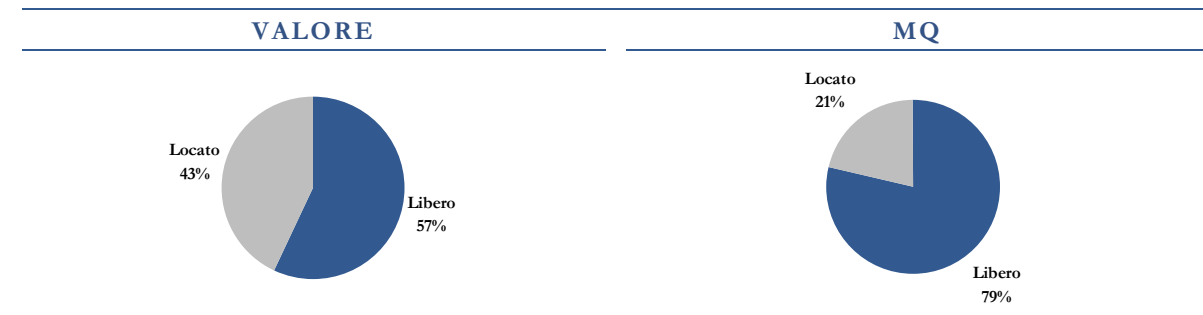 VALORE
Locato
43%
Libero
57%
MQ
Locato
21%
Libero
79%